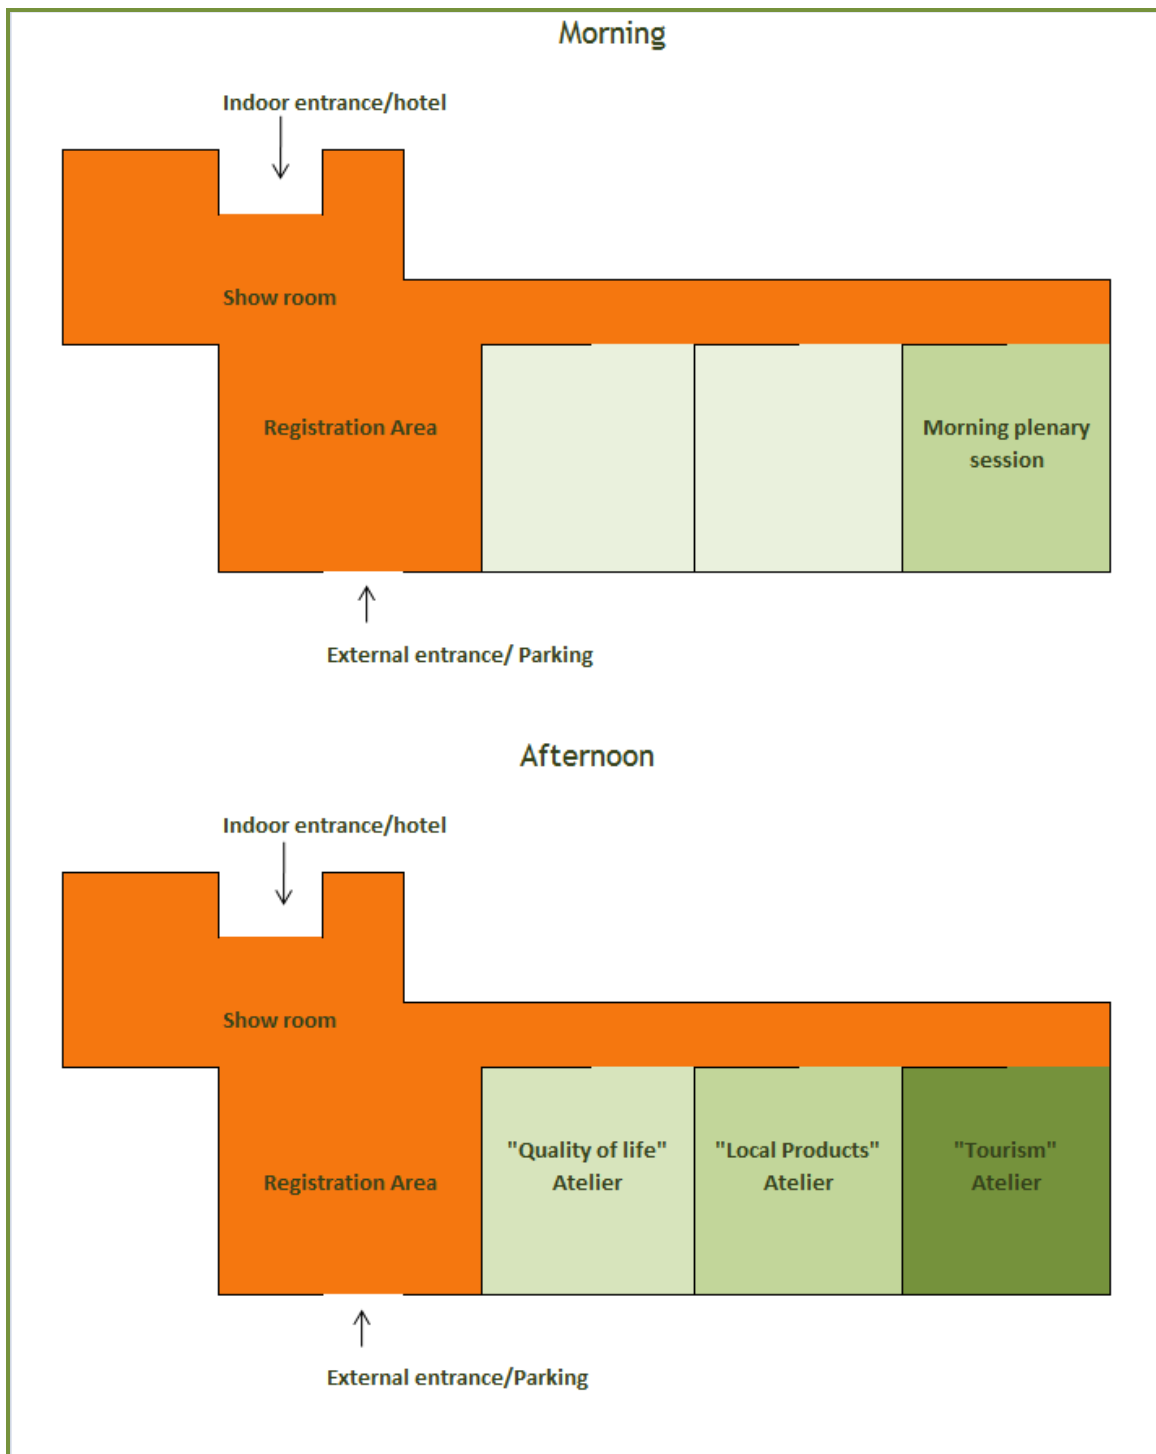 Morning
Indoor entrance/hotel
Show room
Registration Area
Morning plenary
session
External entrance/ Parking
Afternoon
Indoor entrance/hotel
Show room
Registration Area
"Quality of life"
Atelier
"Local Products"
Atelier
"Tourism"
Atelier
External entrance/Parking